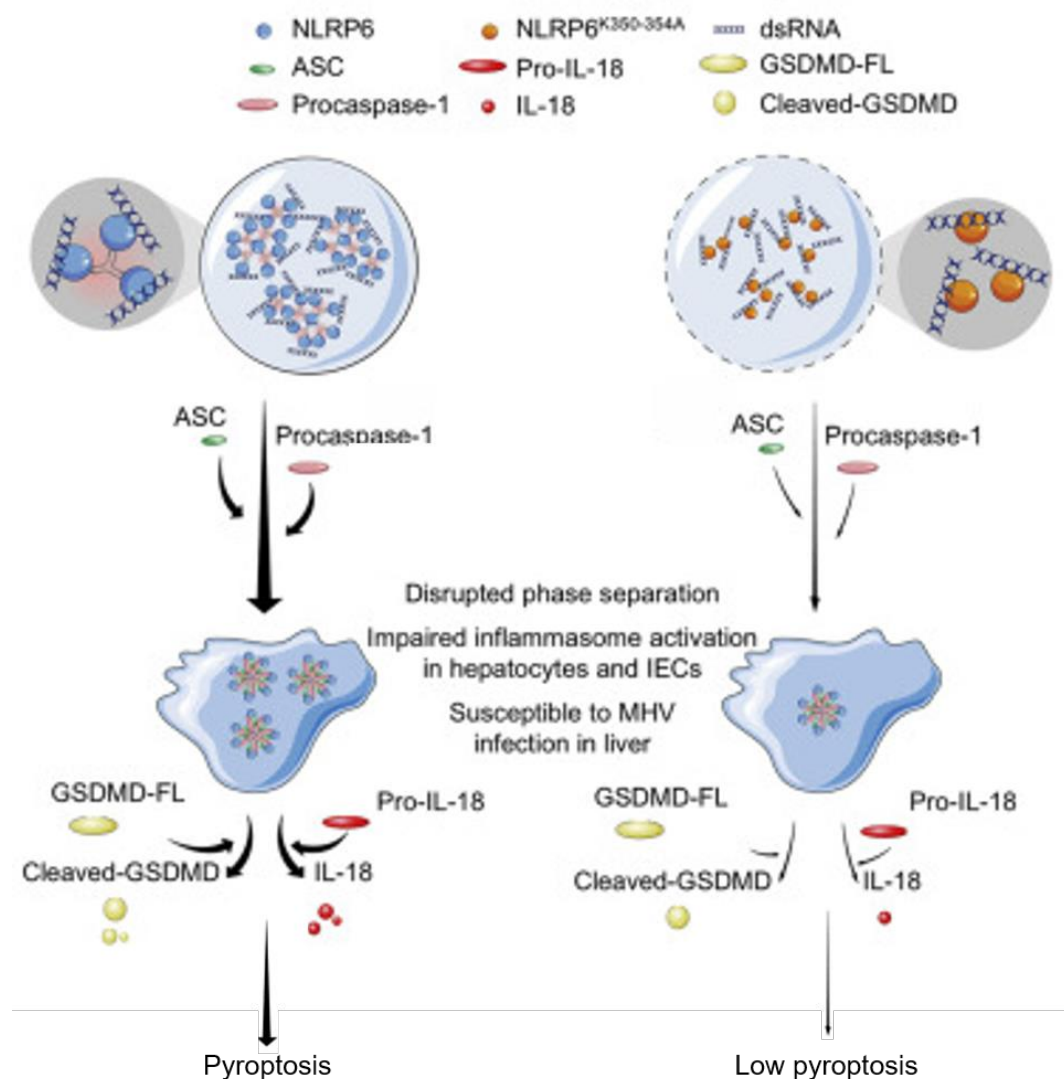 NLRP6
NLRP6K350-354A
dsRNA
ASC
Pro-IL-18
GSDMD-FL
Procaspase-1
IL-18
Cleaved-GSDMD
ASC
Procaspase-1
ASC
Procaspase-1
Disrupted phase separation
Impaired inflammasome activation
in hepatocytes and IECs
Susceptible to MHV
infection in liver
GSDMD-FL
Pro-IL-18
Cleaved-GSDMD
IL-18
GSDMD-FL
Pro-IL-18
Cleaved-GSDMD
IL-18
Pyroptosis
Low pyroptosis